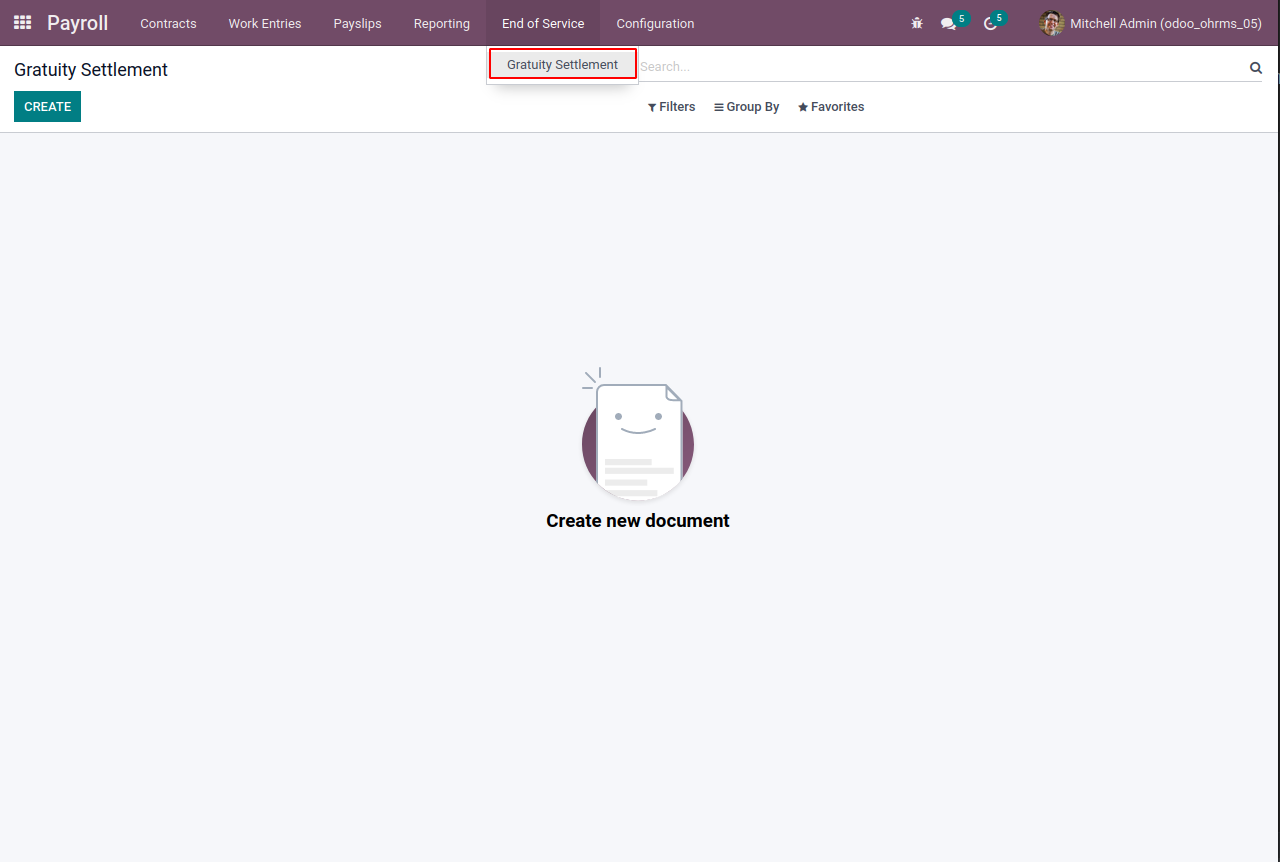 Payroll Contracts Work Entries Payslips Reporting End of Service Configuration 5 5 Mitchell Admin (odoo_ohrms_05)
Gratuity Settlement Gratuity Settlement Search...
CREATE Filters Group By Favorites
Create new document